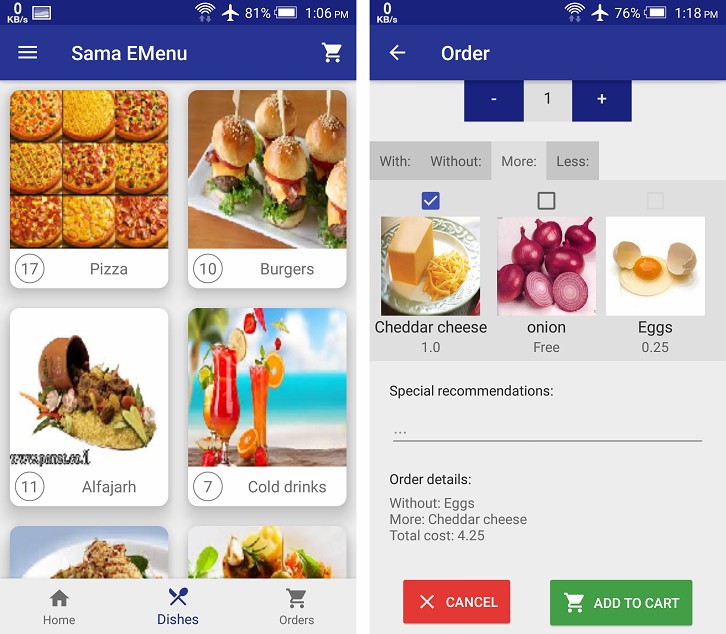 0
KB/s
81%
1:06 PM
Sama EMenu
17
Pizza
10
Burgers
www.panet.co.il
11
Alfajarh
7
Cold drinks
Home
Dishes
Orders
0
KB/s
76%
1:18 PM
Order
-
1
+
With:
Without:
More:
Less:
Cheddar cheese
onion
Eggs
1.0
Free
0.25
Special recommendations:
...
Order details:
Without: Eggs
More: Cheddar cheese
Total cost: 4.25
CANCEL
ADD TO CART